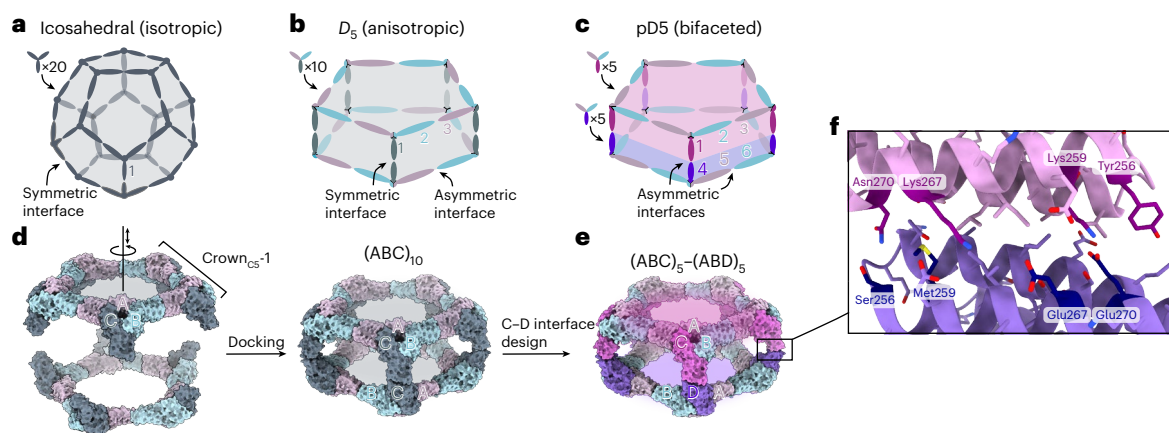 a Icosahedral (isotropic)
×20
1
Symmetric
interface
b D5 (anisotropic)
×10
1
2
3
Symmetric
interface
Asymmetric
interface
c pD5 (bifaceted)
×5
×5
1
2
3
4
5
6
Asymmetric
interfaces
d
CrownC5-1
C B
Docking
(ABC)10
A
C B
B C A
C–D interface
design
e
(ABC)5–(ABD)5
A
C B
B D A
f
Asn270 Lys267
Lys259
Tyr256
Ser256
Met259
Glu267 Glu270